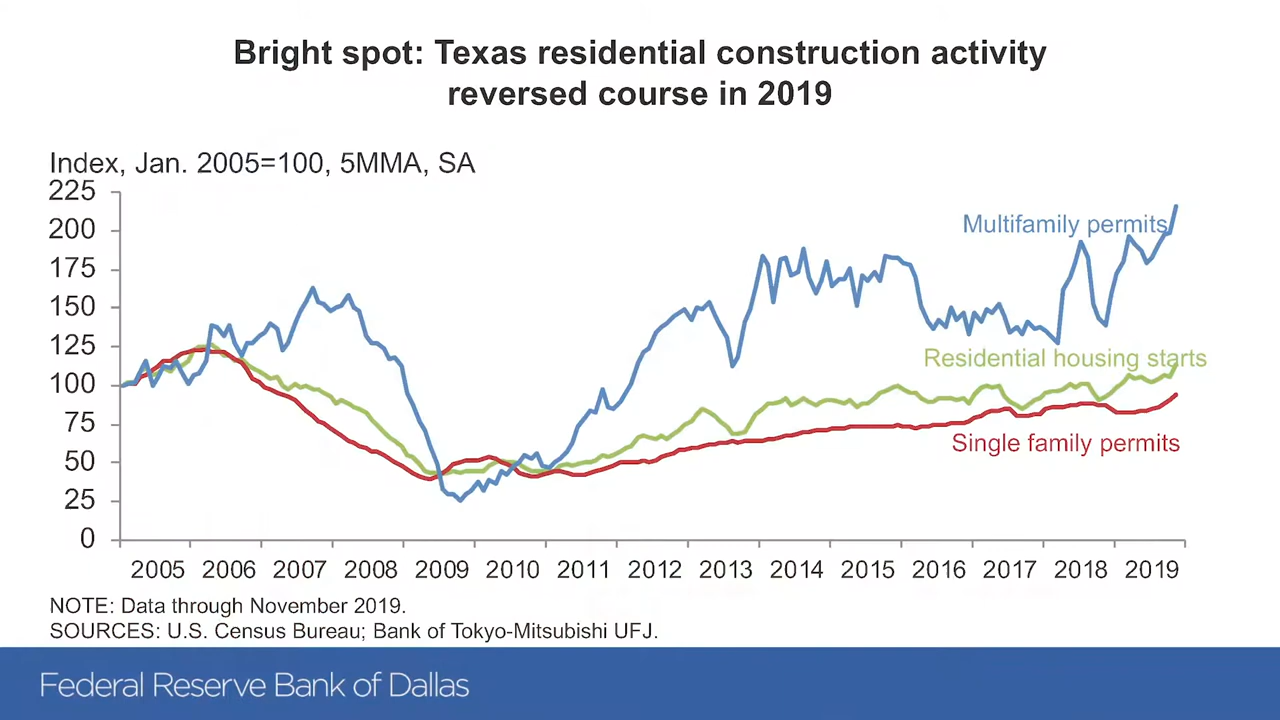 Bright spot: Texas residential construction activity
reversed course in 2019
Index, Jan. 2005=100, 5MMA, SA
225
200
175
150
125
100
75
50
25
0
Multifamily permits
Residential housing starts
Single family permits
2005 2006 2007 2008 2009 2010 2011 2012 2013 2014 2015 2016 2017 2018 2019
NOTE: Data through November 2019.
SOURCES: U.S. Census Bureau; Bank of Tokyo-Mitsubishi UFJ.
Federal Reserve Bank of Dallas